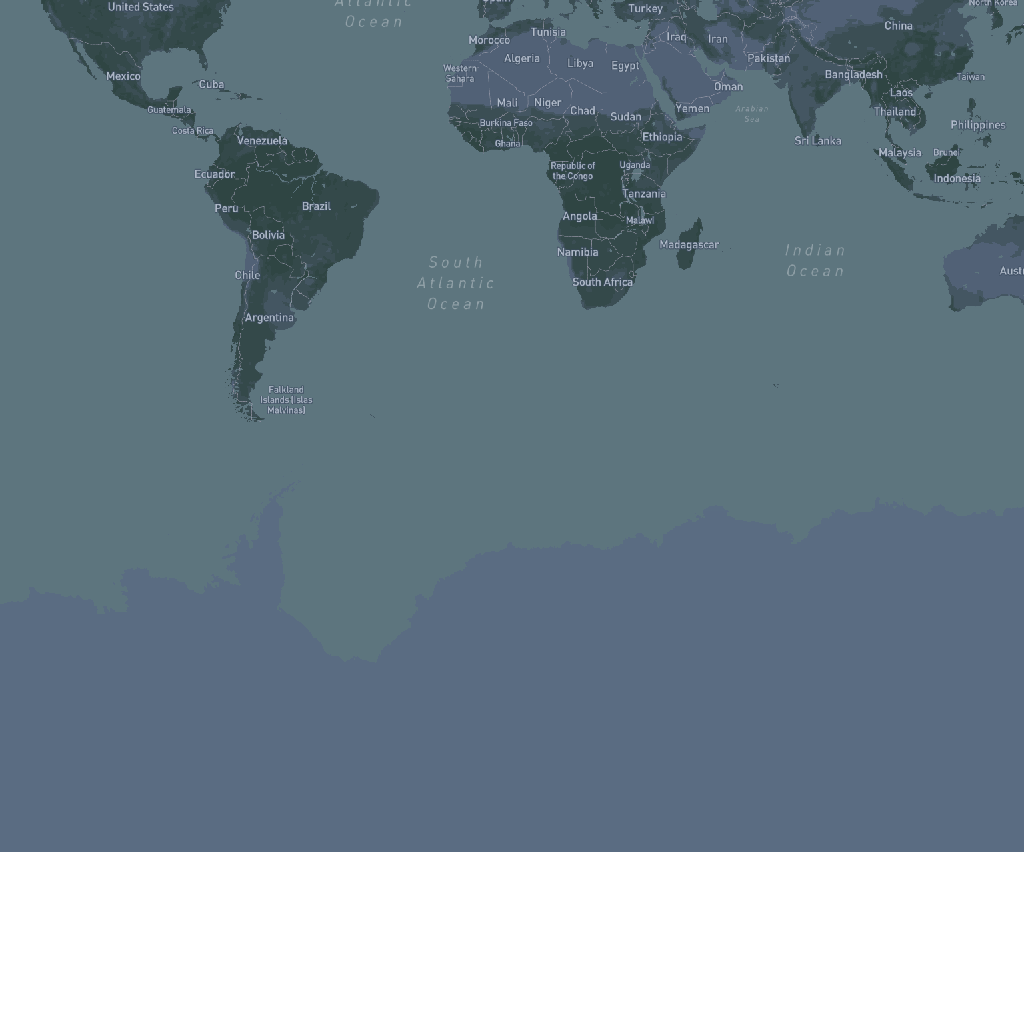 Atlantic
Ocean
United States
Turkey
North Korea
China
Tunisia
Morocco
Iraq
Iran
Algeria
Libya
Egypt
Pakistan
Western
Sahara
Mexico
Cuba
Bangladesh
Taiwan
Oman
Laos
Mali
Niger
Chad
Sudan
Yemen
Arabian
Sea
Guatemala
Thailand
Burkina Faso
Philippines
Costa Rica
Venezuela
Ghana
Ethiopia
Sri Lanka
Malaysia
Brunei
Ecuador
Republic of
the Congo
Uganda
Indonesia
Tanzania
Peru
Brazil
Angola
Malawi
Bolivia
Madagascar
Namibia
Indian
Ocean
South
Atlantic
Ocean
Chile
South Africa
Austr
Argentina
Falkland
Islands [Islas
Malvinas]